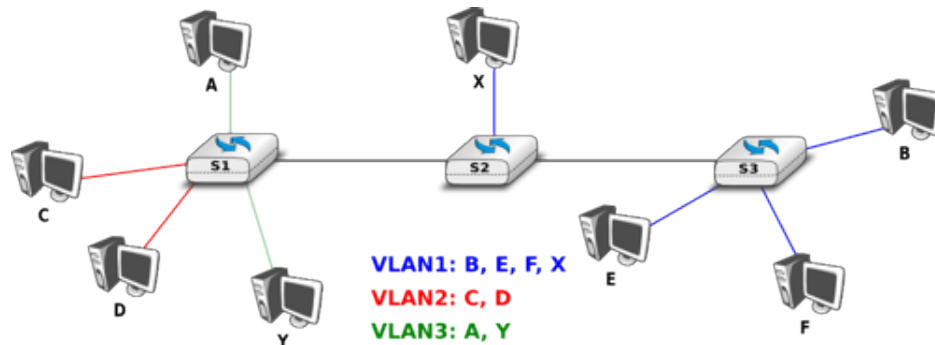 A
X
B
S1
S2
S3
C
E
D
F
Y
VLAN1: B, E, F, X
VLAN2: C, D
VLAN3: A, Y